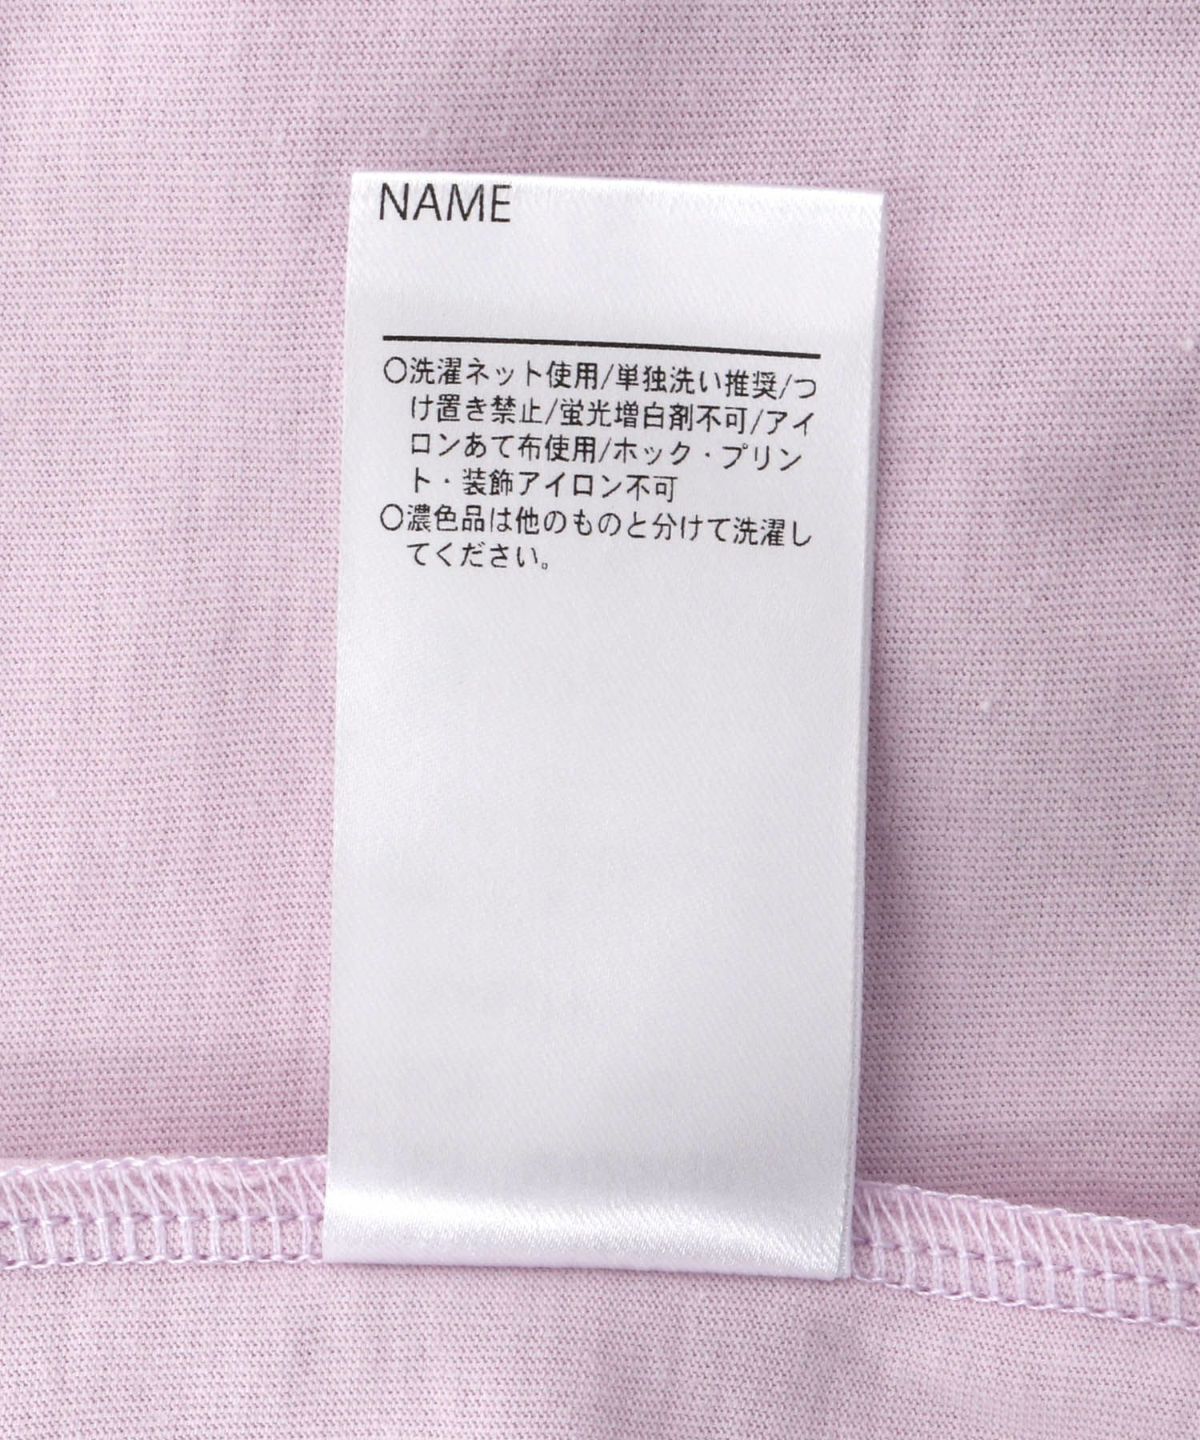 NAME
○洗濯ネット使用/単独洗い推奨/つ
け置き禁止/蛍光増白剤不可/アイ
ロンあて布使用/ホック・プリン
ト・装飾アイロン不可
○濃色品は他のものと分けて洗濯し
てください。